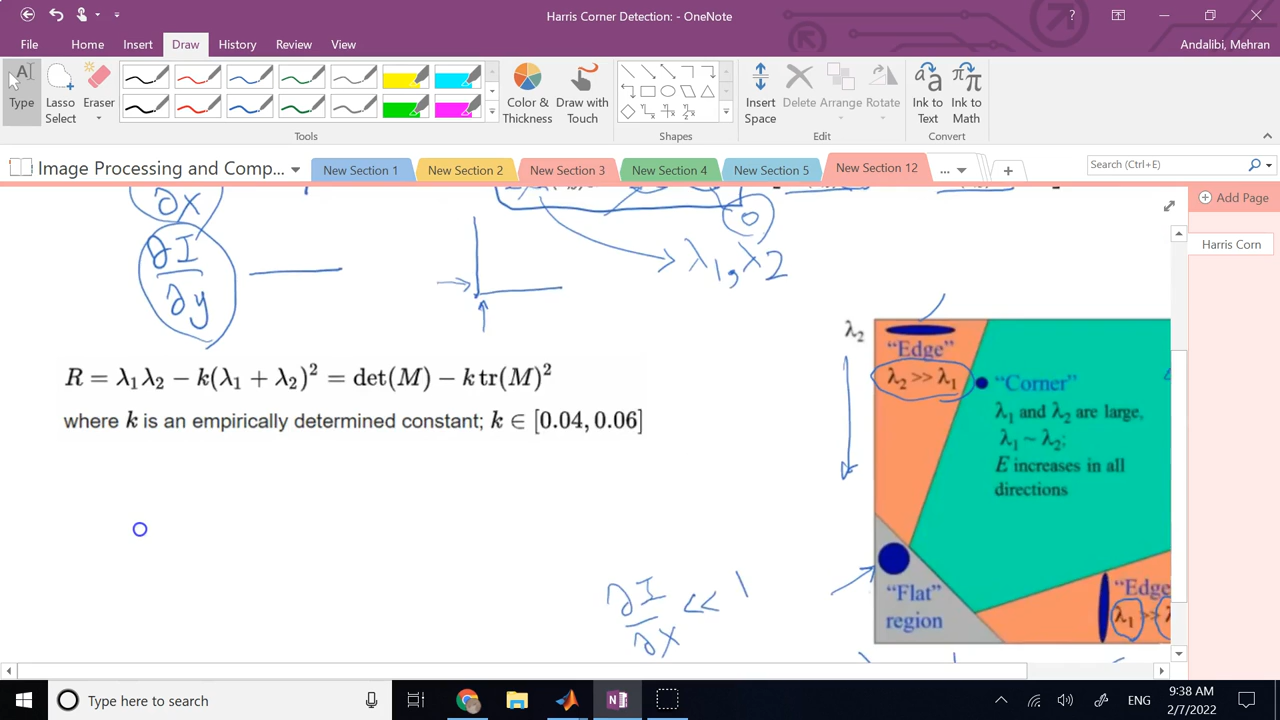 Harris Corner Detection: - OneNote
File Home Insert Draw History Review View
Andalibi, Mehran
Type
Lasso Select
Eraser
Color & Thickness
Draw with Touch
Insert Space
Delete
Arrange
Rotate
Ink to Text
Ink to Math
Tools
Shapes
Edit
Convert
Image Processing and Comp...
New Section 1
New Section 2
New Section 3
New Section 4
New Section 5
New Section 12
...
Search (Ctrl+E)
Add Page
Harris Corn
∂x
∂I
∂y
λ1, λ2
0
R = λ₁λ₂ − k(λ₁ + λ₂)² = det(M) − k tr(M)²
where k is an empirically determined constant; k ∈ [0.04, 0.06]
λ₂
“Edge”
λ₂ >> λ₁
“Corner”
λ₁ and λ₂ are large,
λ₁ ~ λ₂;
E increases in all
directions
“Flat”
region
“Edge
λ₁ >>
∂I
∂x
<<
Type here to search
ENG
9:38 AM
2/7/2022